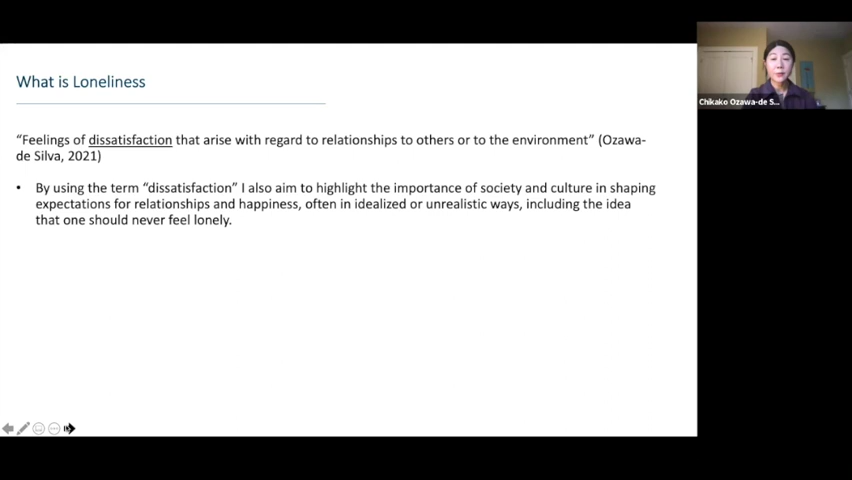 What is Loneliness
“Feelings of dissatisfaction that arise with regard to relationships to others or to the environment” (Ozawa-
de Silva, 2021)
• By using the term “dissatisfaction” I also aim to highlight the importance of society and culture in shaping
expectations for relationships and happiness, often in idealized or unrealistic ways, including the idea
that one should never feel lonely.
Chikako Ozawa-de S...